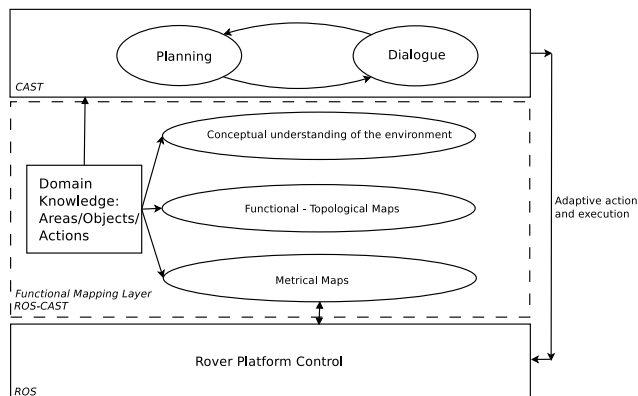 Planning
Dialogue
CAST
Conceptual understanding of the environment
Domain
Knowledge:
Areas/Objects/
Actions
Functional - Topological Maps
Adaptive action
and execution
Metrical Maps
Functional Mapping Layer
ROS-CAST
Rover Platform Control
ROS